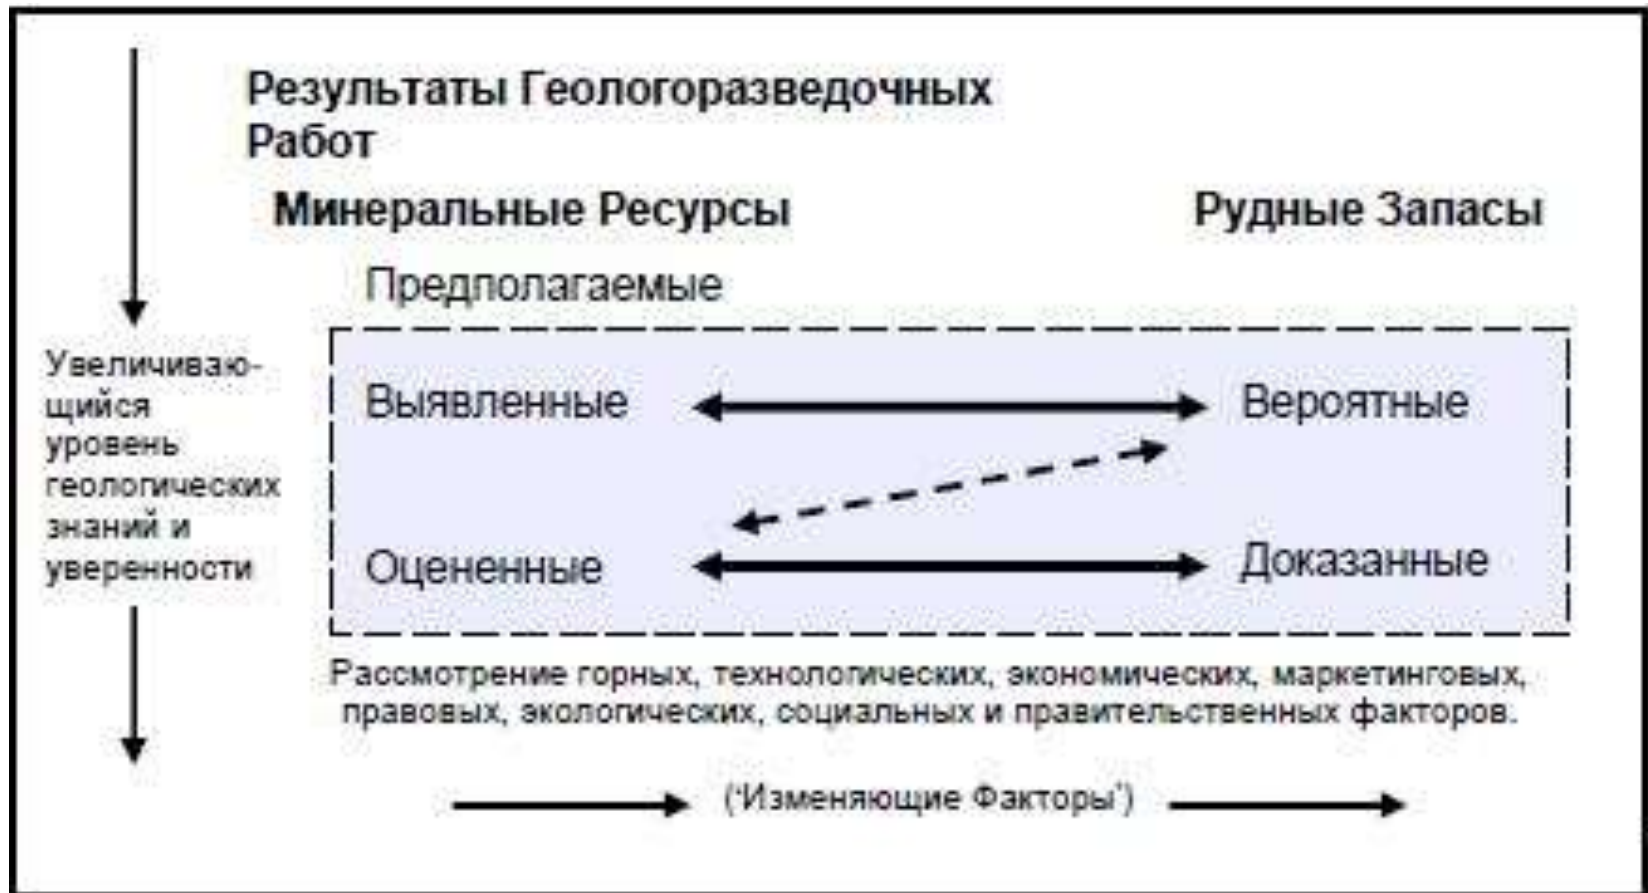 Результаты Геологоразведочных
Работ
Минеральные Ресурсы
Рудные Запасы
Предполагаемые
Увеличиваю-
щийся
уровень
геологических
знаний и
уверенности
Выявленные
Вероятные
Оцененные
Доказанные
Рассмотрение горных, технологических, экономических, маркетинговых,
правовых, экологических, социальных и правительственных факторов.
('Изменяющие Факторы')